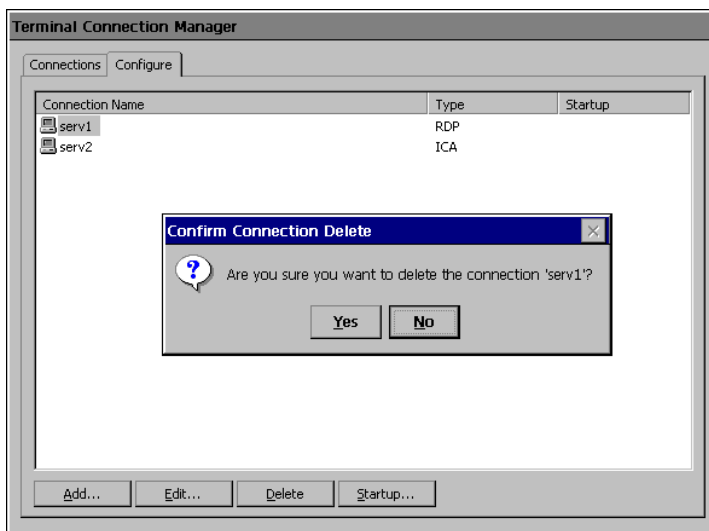 Terminal Connection Manager
Connections Configure
Connection Name Type Startup
serv1 RDP
serv2 ICA
Confirm Connection Delete
? Are you sure you want to delete the connection 'serv1'?
Yes No
Add... Edit... Delete Startup...